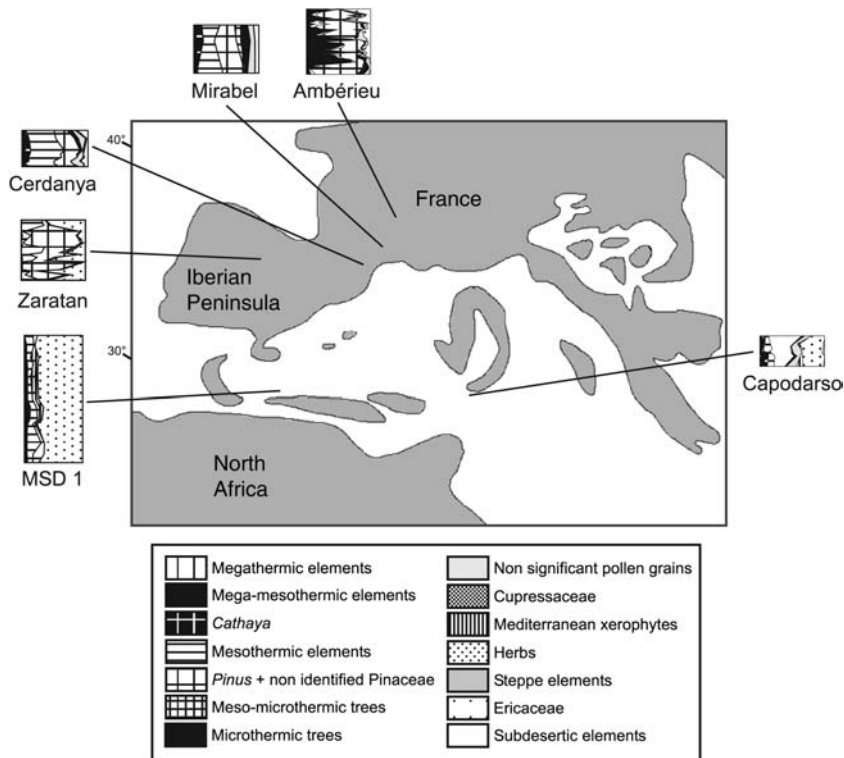 Mirabel
Ambérieu
40°
Cerdanya
France
Zaratan
Iberian
Peninsula
30°
Capodarso
MSD 1
North
Africa
Megathermic elements
Mega-mesothermic elements
Cathaya
Mesothermic elements
Pinus + non identified Pinaceae
Meso-microthermic trees
Microthermic trees
Non significant pollen grains
Cupressaceae
Mediterranean xerophytes
Herbs
Steppe elements
Ericaceae
Subdesertic elements